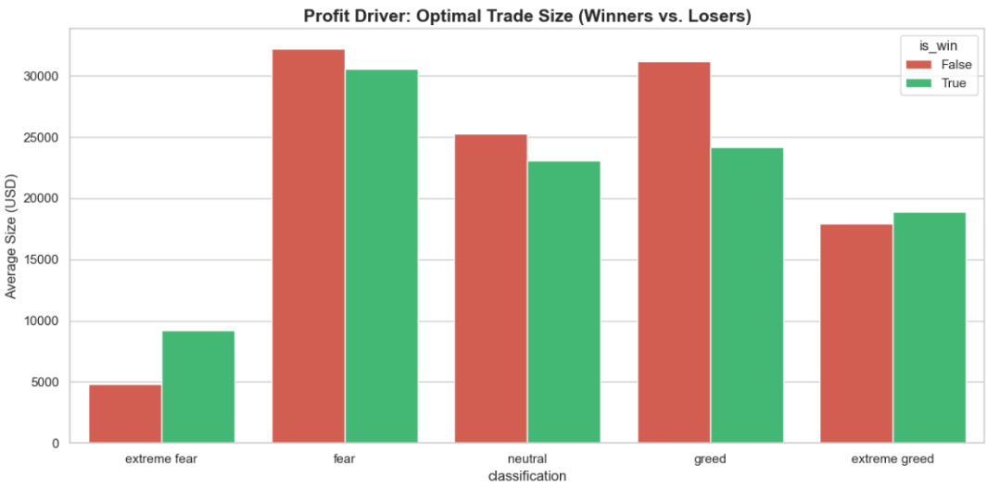 Profit Driver: Optimal Trade Size (Winners vs. Losers)
is_win
False
True
Average Size (USD)
30000
25000
20000
15000
10000
5000
0
extreme fear
fear
neutral
greed
extreme greed
classification